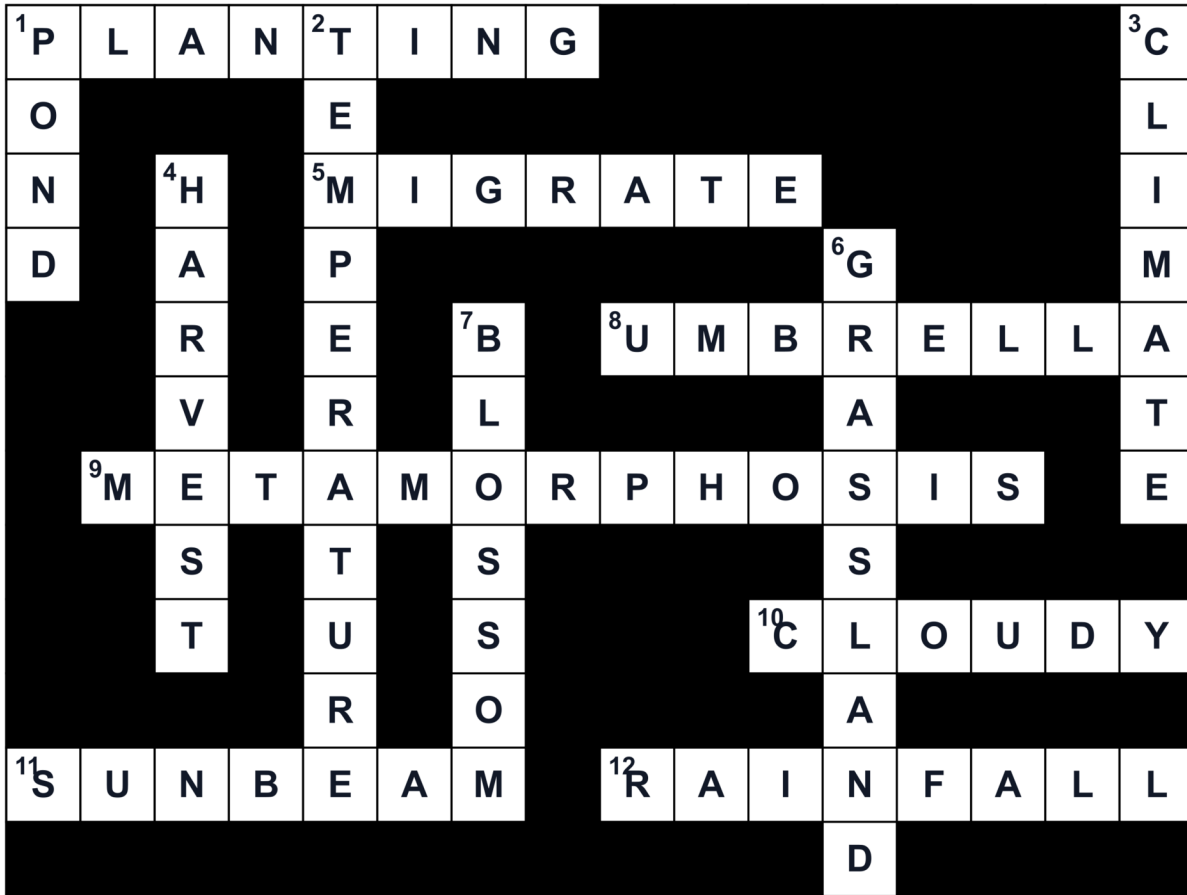 1P L A N 2T I N G 3C
O E L
N 4H 5M I G R A T E I
D A P 6G M
R E 7B 8U M B R E L L A
V R L A T
9M E T A M O R P H O S I S E
S T S S
T U S 10C L O U D Y
R O A
11S U N B E A M 12R A I N F A L L
D